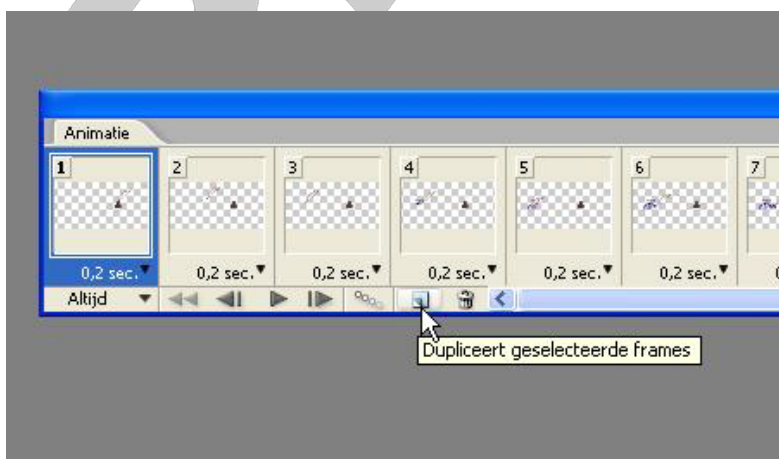 Animatie
1 2 3 4 5 6 7
0,2 sec. 0,2 sec. 0,2 sec. 0,2 sec. 0,2 sec. 0,2 sec.
Altijd
Dupliceert geselecteerde frames